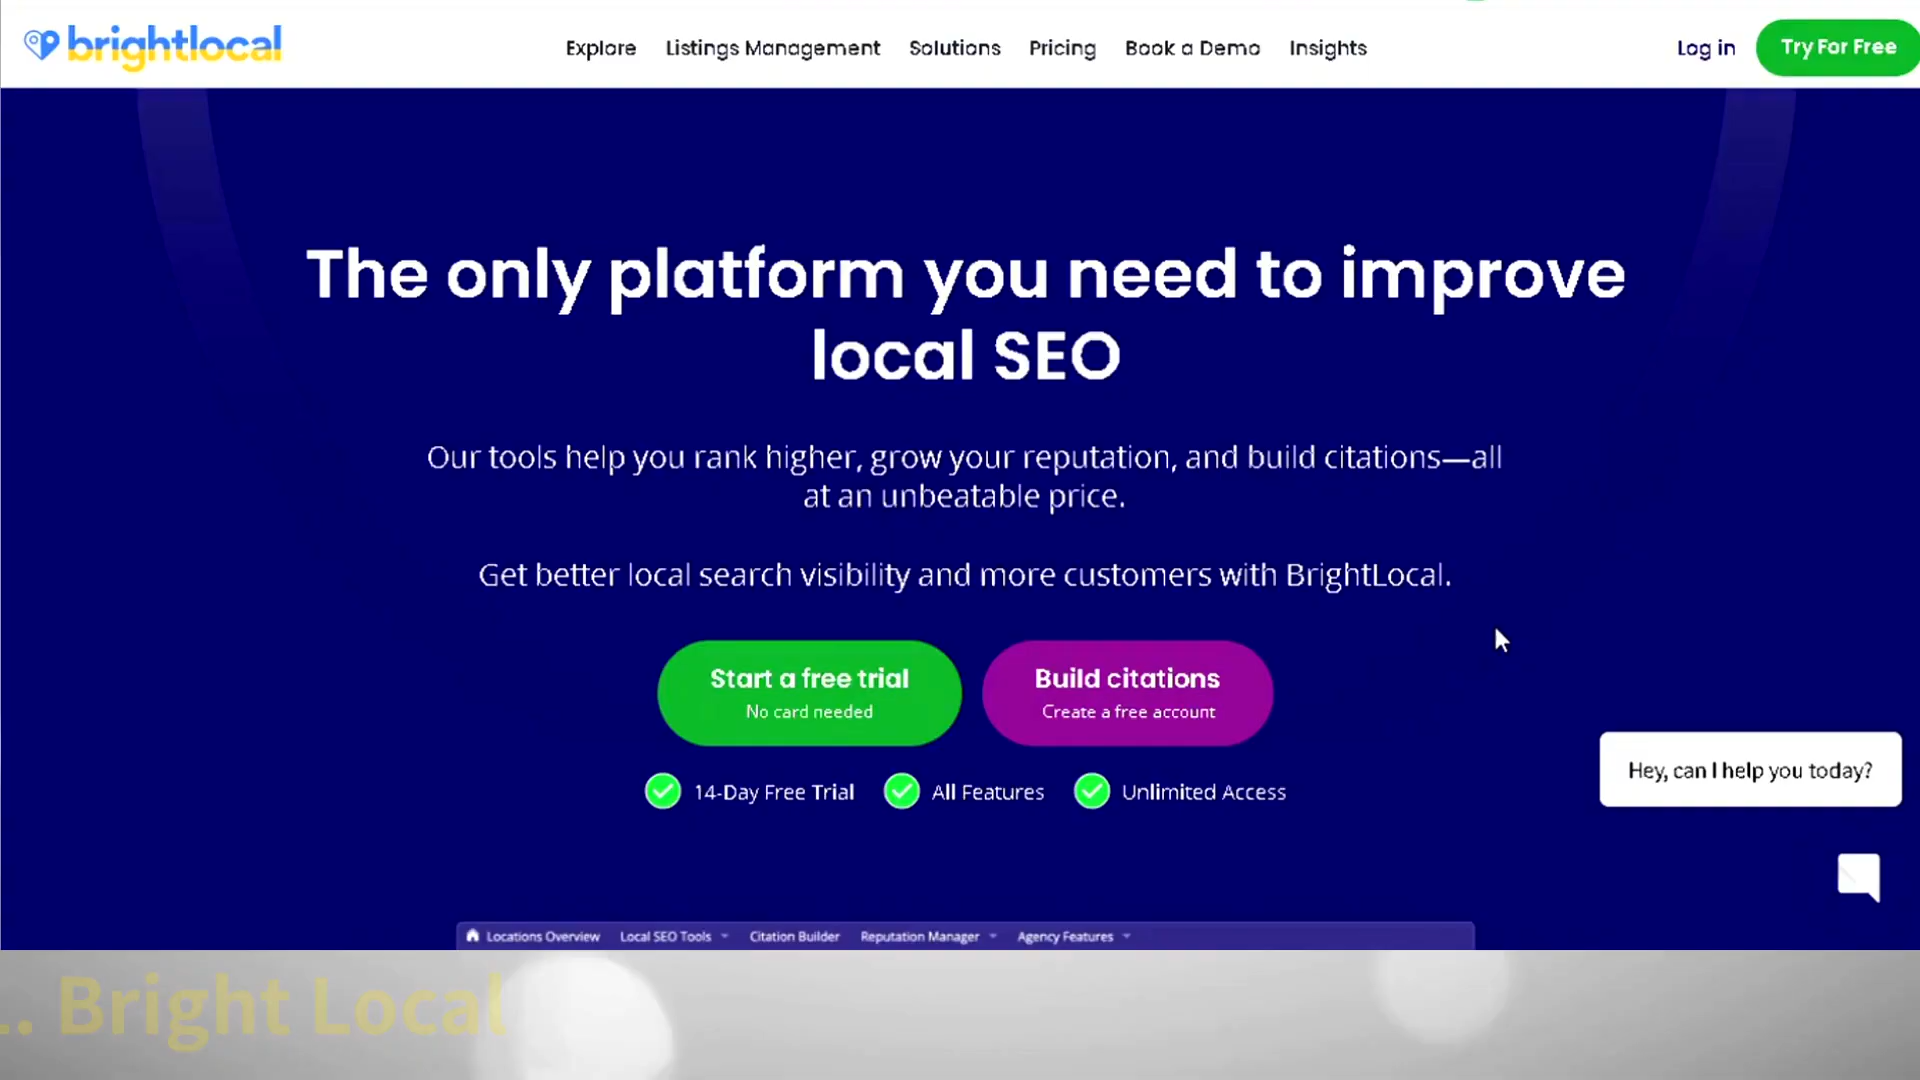 brightlocal
Explore Listings Management Solutions Pricing Book a Demo Insights Log in Try For Free
The only platform you need to improve
local SEO
Our tools help you rank higher, grow your reputation, and build citations—all
at an unbeatable price.
Get better local search visibility and more customers with BrightLocal.
Start a free trial
No card needed
Build citations
Create a free account
14-Day Free Trial All Features Unlimited Access
Hey, can I help you today?
Locations Overview Local SEO Tools Citation Builder Reputation Manager Agency Features
.. Bright Local